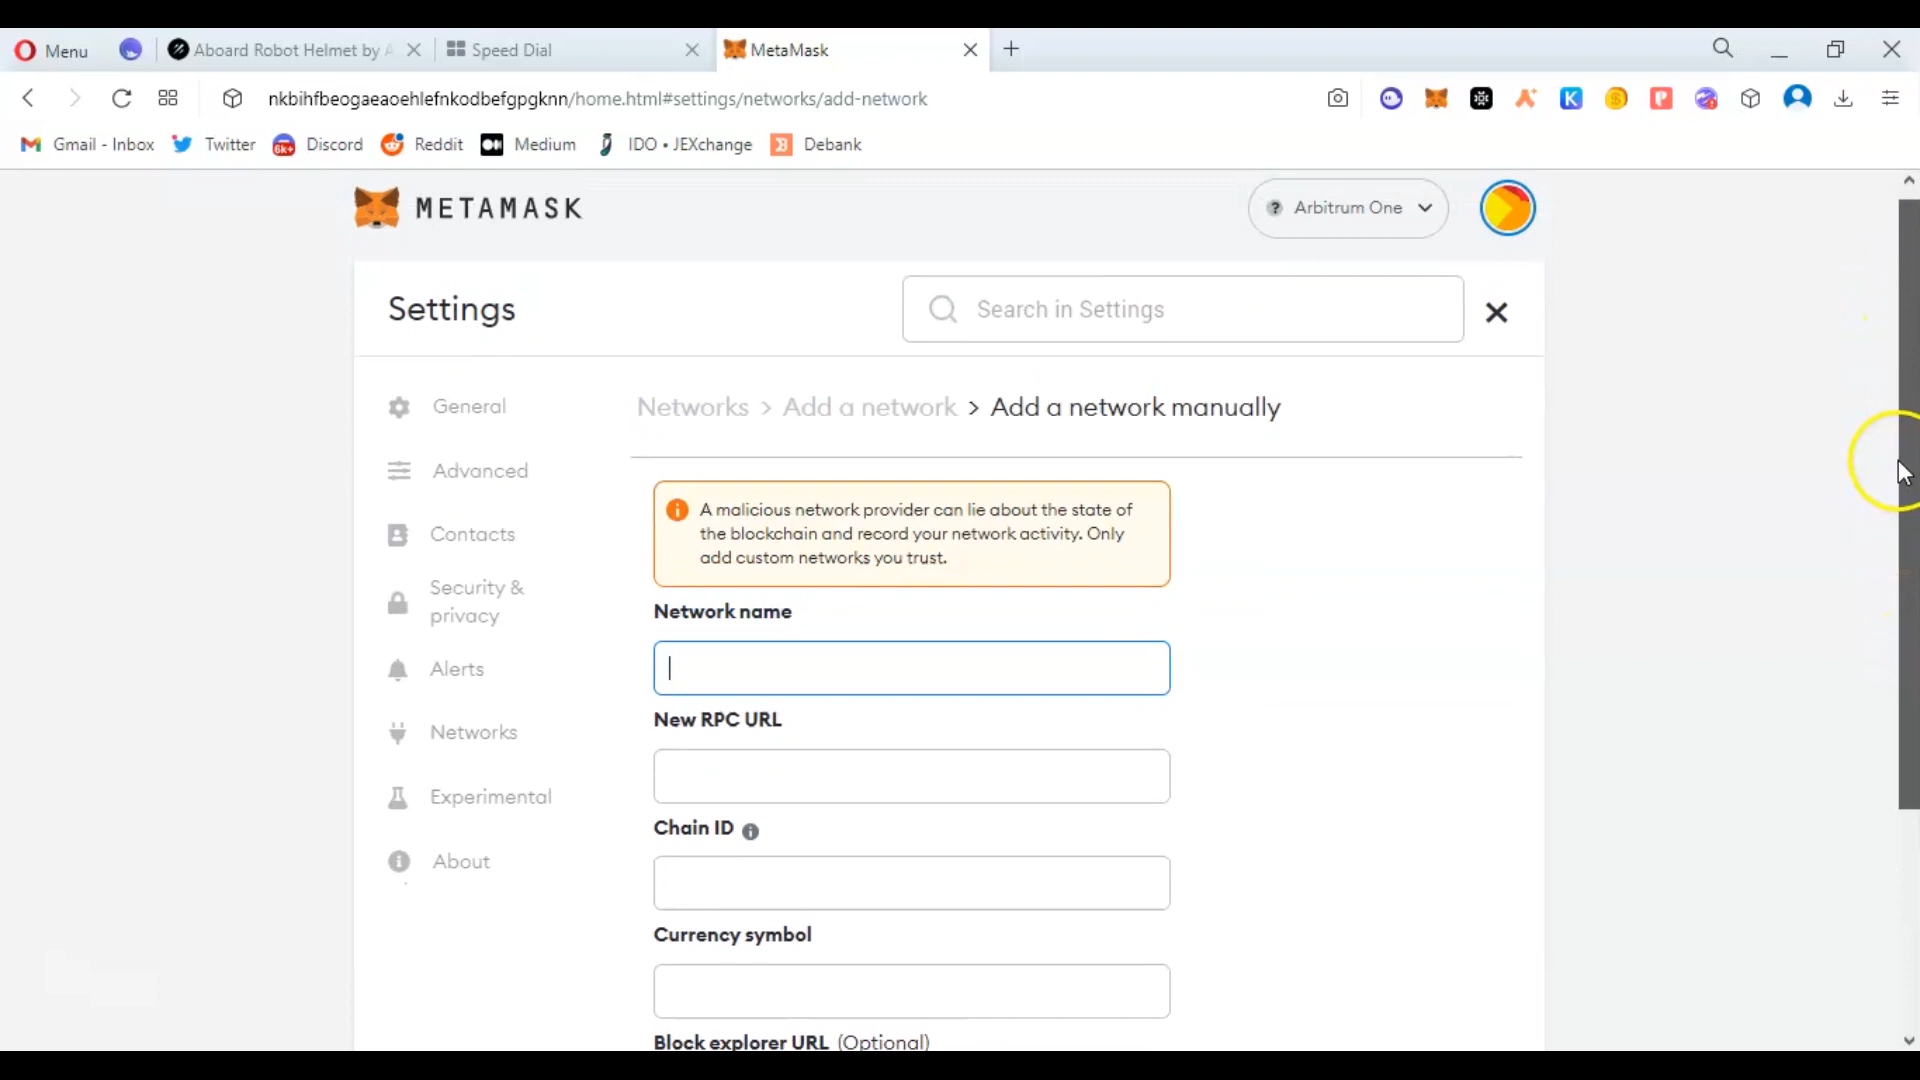 Menu
Aboard Robot Helmet by A
Speed Dial
MetaMask
nkbihfbeogaeaoehlefnkodbefgpgknn/home.html#settings/networks/add-network
Gmail - Inbox
Twitter
6k+
Discord
Reddit
Medium
IDO • JEXchange
Debank
METAMASK
? Arbitrum One
Settings
Search in Settings
General
Advanced
Contacts
Security &
privacy
Alerts
Networks
Experimental
About
Networks > Add a network > Add a network manually
A malicious network provider can lie about the state of
the blockchain and record your network activity. Only
add custom networks you trust.
Network name
New RPC URL
Chain ID
Currency symbol
Block explorer URL (Optional)